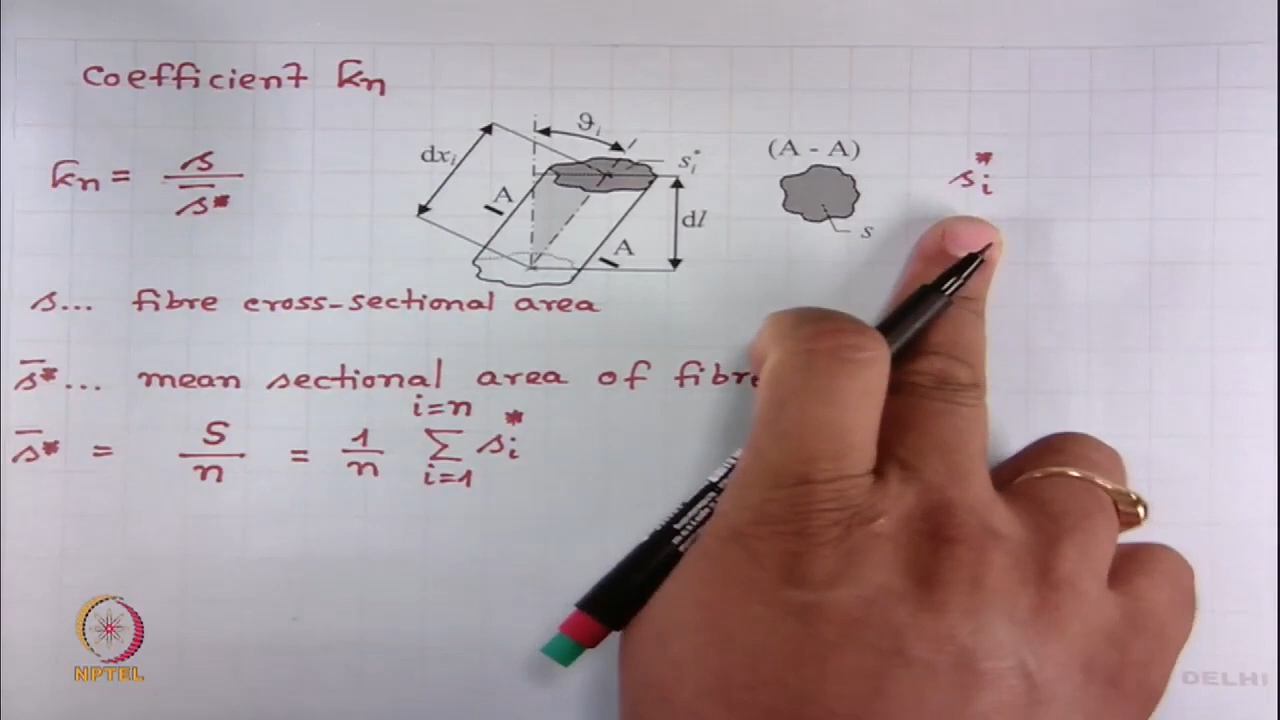 coefficient kn
kn = s / s̄*
dxi
ϑi
si*
A
A
dl
(A - A)
s
si*
s... fibre cross-sectional area
s̄*... mean sectional area of fibre
s̄* = S / n = 1 / n Σ si*
i=n
i=1
NPTEL
DELHI